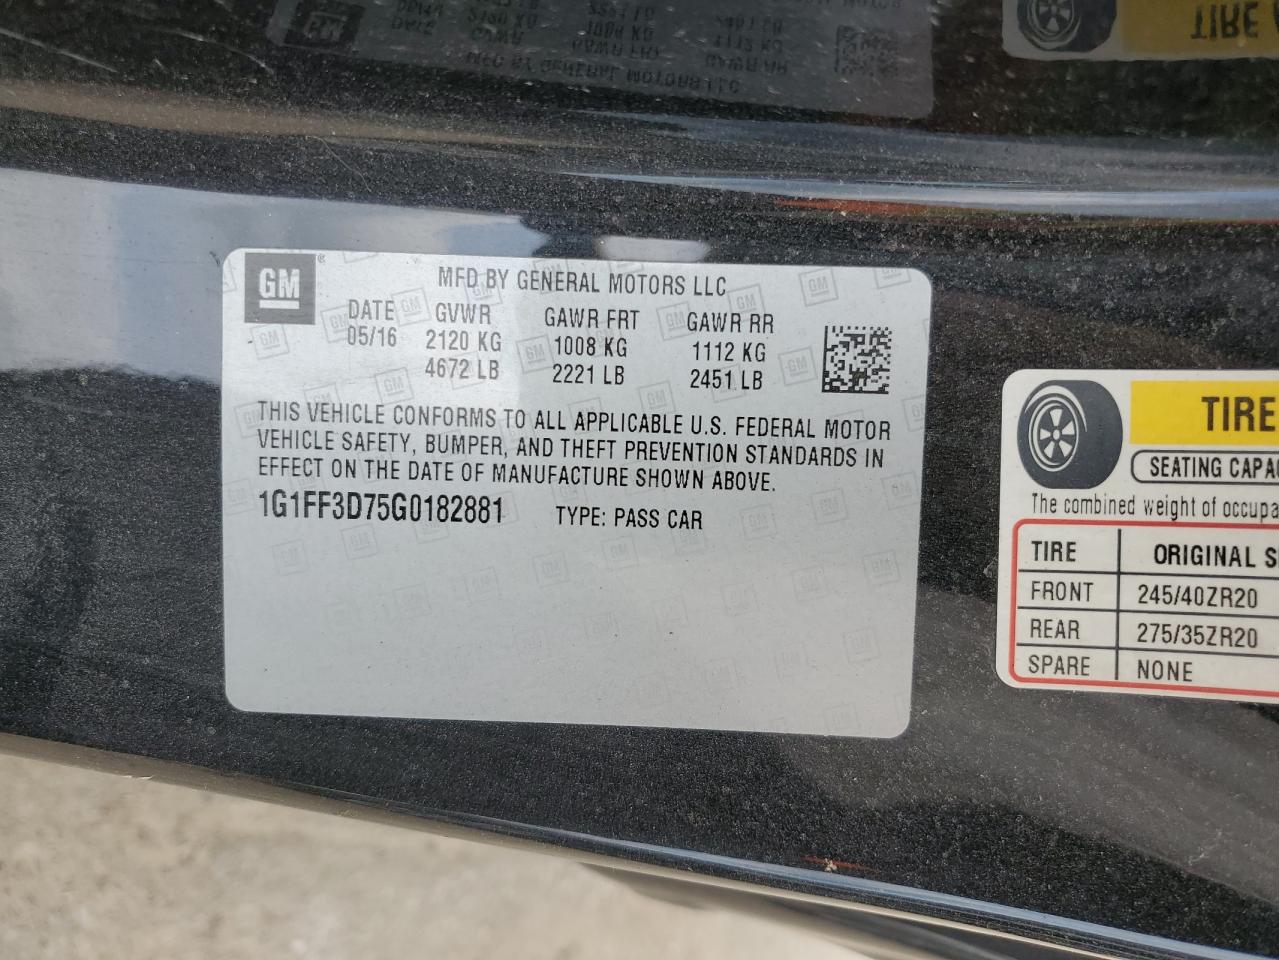 GM
MFD BY GENERAL MOTORS LLC
DATE GVWR GAWR FRT GAWR RR
05/16 2120 KG 1008 KG 1112 KG
4672 LB 2221 LB 2451 LB
THIS VEHICLE CONFORMS TO ALL APPLICABLE U.S. FEDERAL MOTOR
VEHICLE SAFETY, BUMPER, AND THEFT PREVENTION STANDARDS IN
EFFECT ON THE DATE OF MANUFACTURE SHOWN ABOVE.
1G1FF3D75G0182881 TYPE: PASS CAR
TIRE
SEATING CAPA
The combined weight of occupa
TIRE ORIGINAL S
FRONT 245/40ZR20
REAR 275/35ZR20
SPARE NONE